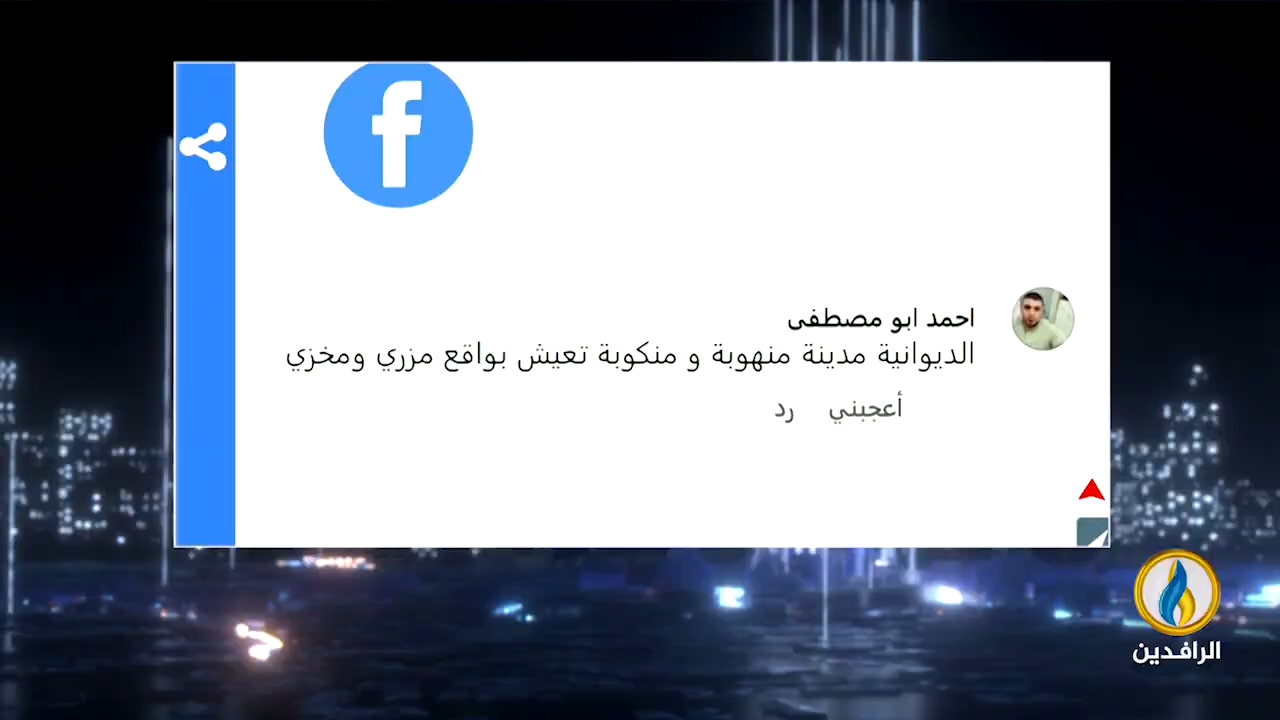 احمد ابو مصطفى
الديوانية مدينة منهوبة و منكوبة تعيش بواقع مزري ومخزي
أعجبني رد
الرافدين